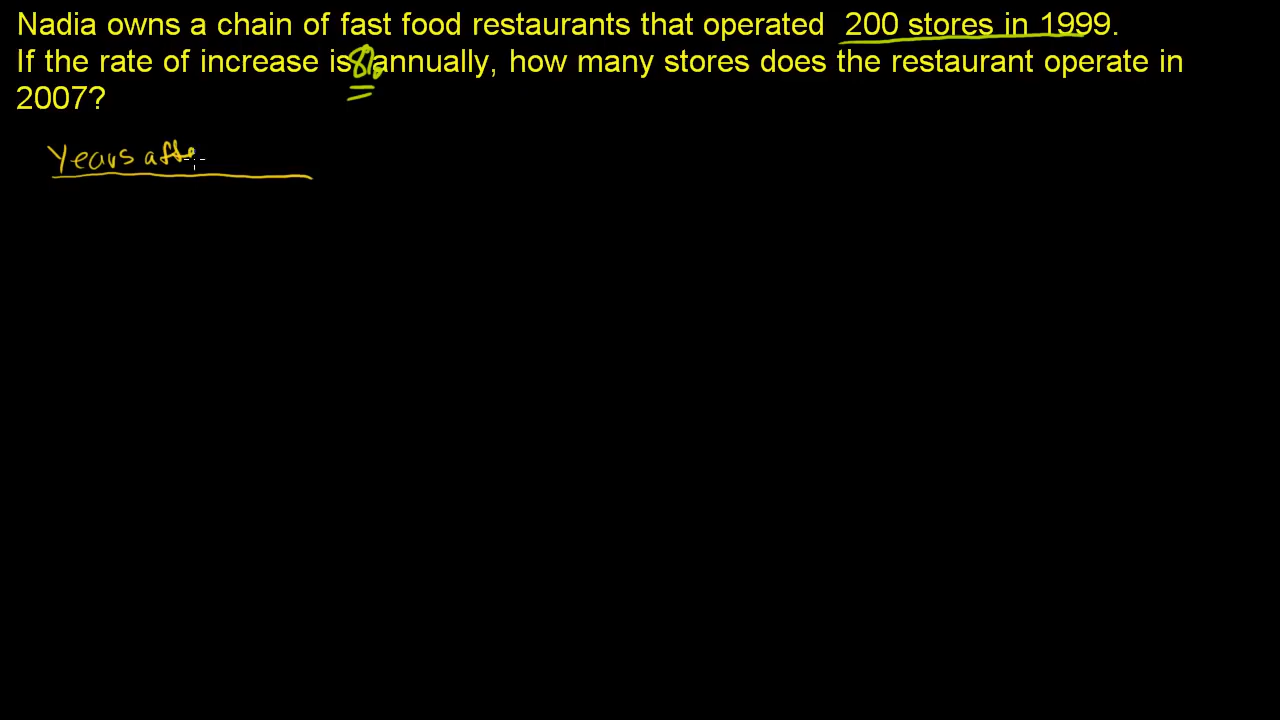 Nadia owns a chain of fast food restaurants that operated 200 stores in 1999.
If the rate of increase is 8% annually, how many stores does the restaurant operate in
2007?
Years afte